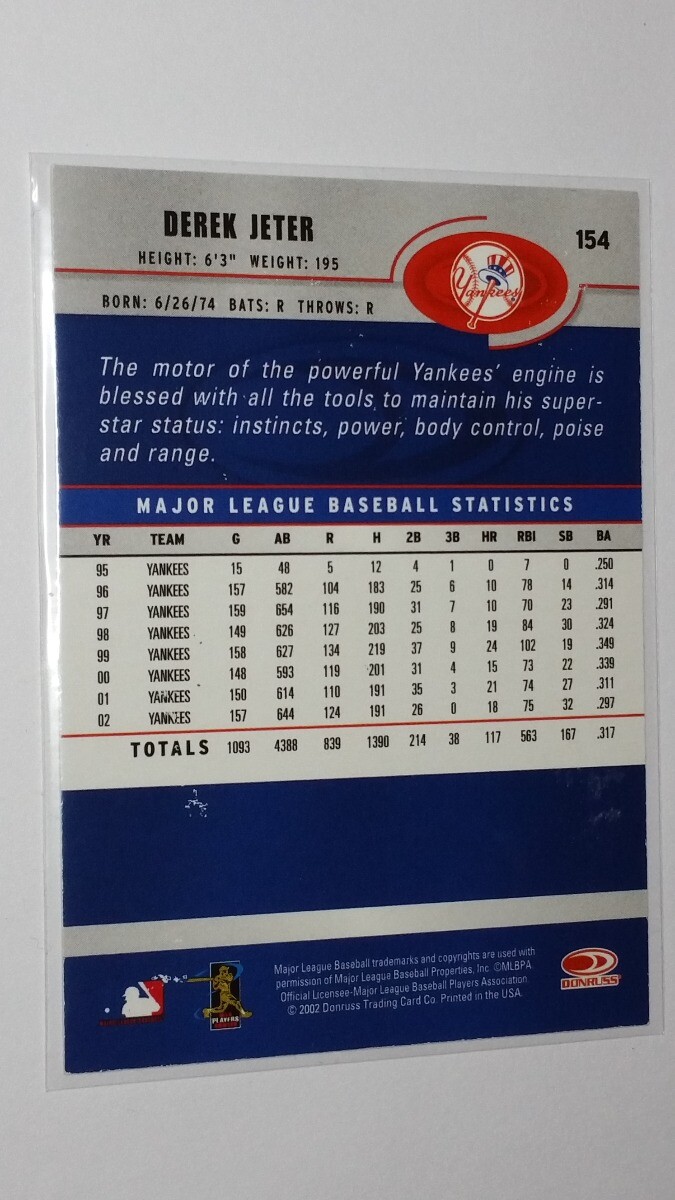 DEREK JETER
154
HEIGHT: 6'3" WEIGHT: 195
Yankees
BORN: 6/26/74 BATS: R THROWS: R
The motor of the powerful Yankees' engine is
blessed with all the tools to maintain his super-
star status: instincts, power, body control, poise
and range.
MAJOR LEAGUE BASEBALL STATISTICS
YR TEAM G AB R H 2B 3B HR RBI SB BA
95 YANKEES 15 48 5 12 4 1 0 7 0 .250
96 YANKEES 157 582 104 183 25 6 10 78 14 .314
97 YANKEES 159 654 116 190 31 7 10 70 23 .291
98 YANKEES 149 626 127 203 25 8 19 84 30 .324
99 YANKEES 158 627 134 219 37 9 24 102 19 .349
00 YANKEES 148 593 119 201 31 4 15 73 22 .339
01 YANKEES 150 614 110 191 35 3 21 74 27 .311
02 YANKEES 157 644 124 191 26 0 18 75 32 .297
TOTALS 1093 4388 839 1390 214 38 117 563 167 .317
Major League Baseball trademarks and copyrights are used with
permission of Major League Baseball Properties, Inc. ©MLBPA
Official Licensee-Major League Baseball Players Association
© 2002 Donruss Trading Card Co. Printed in the USA.
PLAYERS
DONRUSS